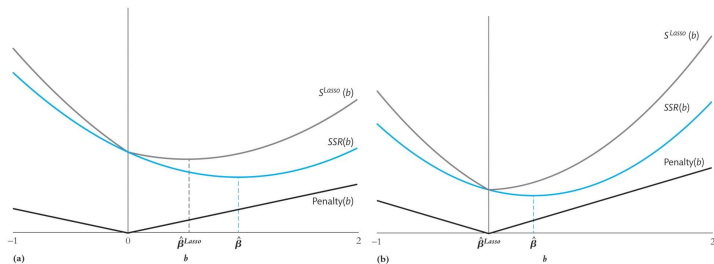 S^Lasso (b)
SSR(b)
Penalty(b)
−1
0
β̂^Lasso
β̂
2
(a)
b
S^Lasso (b)
SSR(b)
Penalty(b)
−1
β̂^Lasso
β̂
2
(b)
b